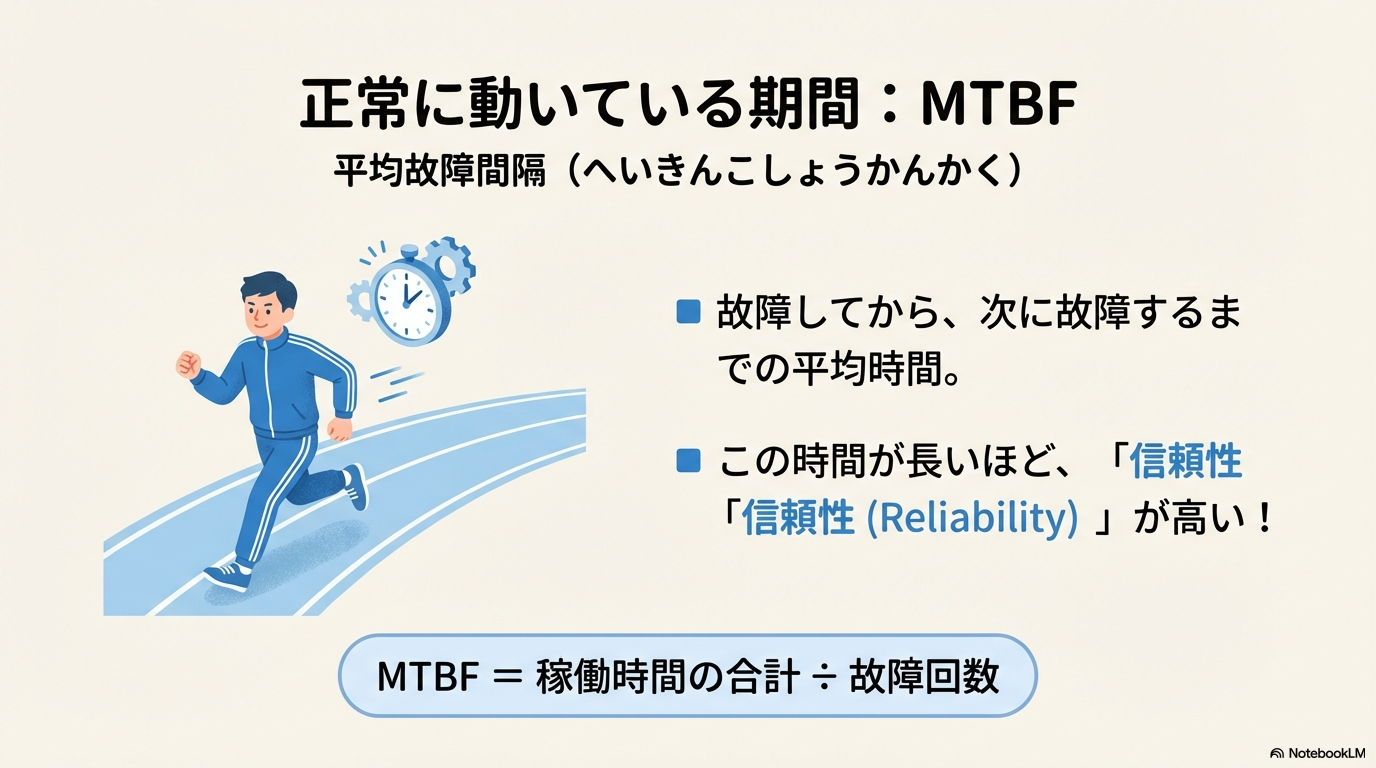 正常に動いている期間：MTBF
平均故障間隔（へいきんこしょうかんかく）
故障してから、次に故障するま
での平均時間。
この時間が長いほど、「信頼性
「信頼性 (Reliability) 」が高い！
MTBF ＝ 稼働時間の合計 ÷ 故障回数
NotebookLM